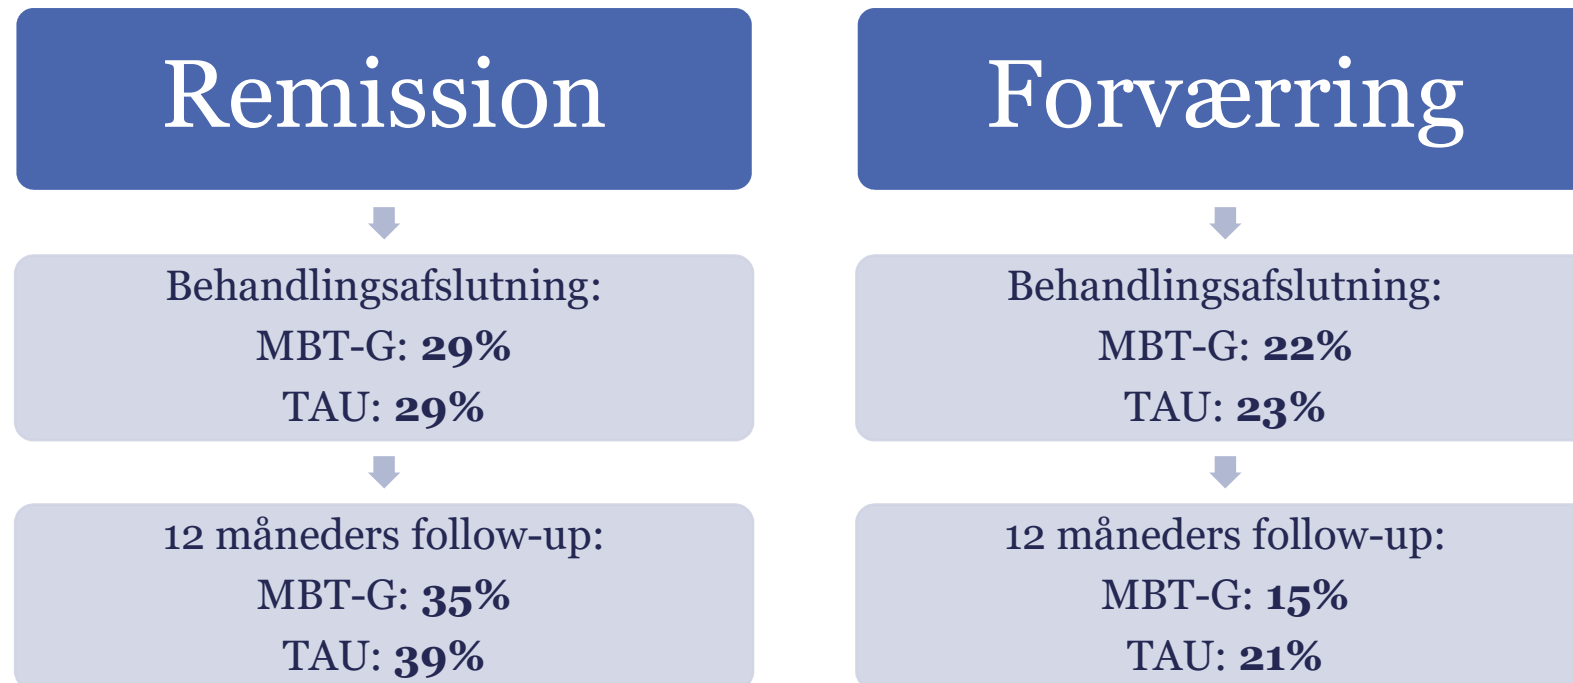 Remission
Behandlingsafslutning:
MBT-G: 29%
TAU: 29%
12 måneders follow-up:
MBT-G: 35%
TAU: 39%
Forværring
Behandlingsafslutning:
MBT-G: 22%
TAU: 23%
12 måneders follow-up:
MBT-G: 15%
TAU: 21%